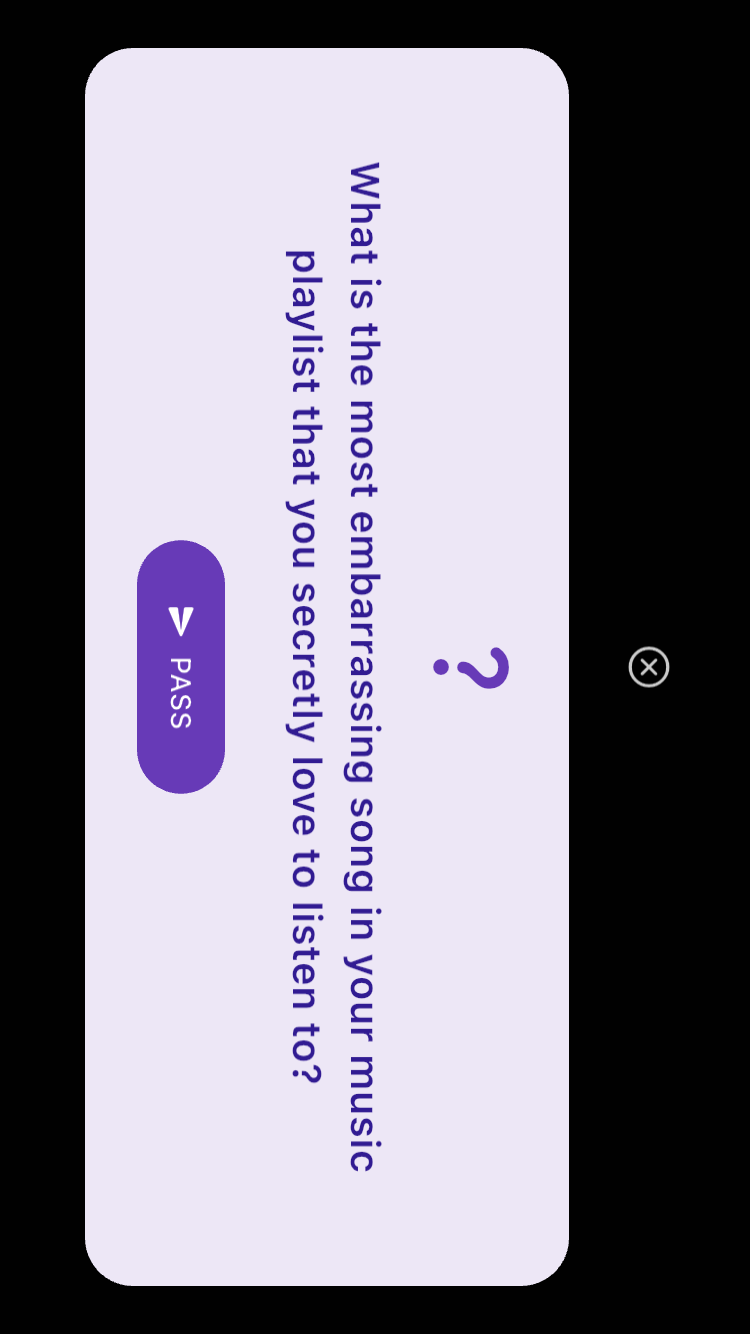 What is the most embarrassing song in your music
playlist that you secretly love to listen to?
PASS